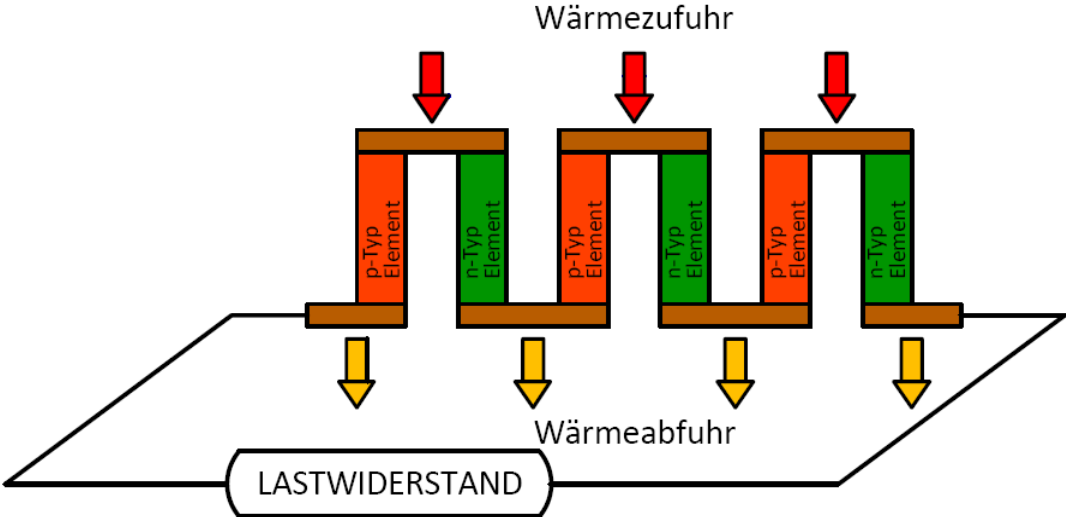 Wärmezufuhr
p-Typ
Element
n-Typ
Element
p-Typ
Element
n-Typ
Element
p-Typ
Element
n-Typ
Element
Wärmeabfuhr
LASTWIDERSTAND